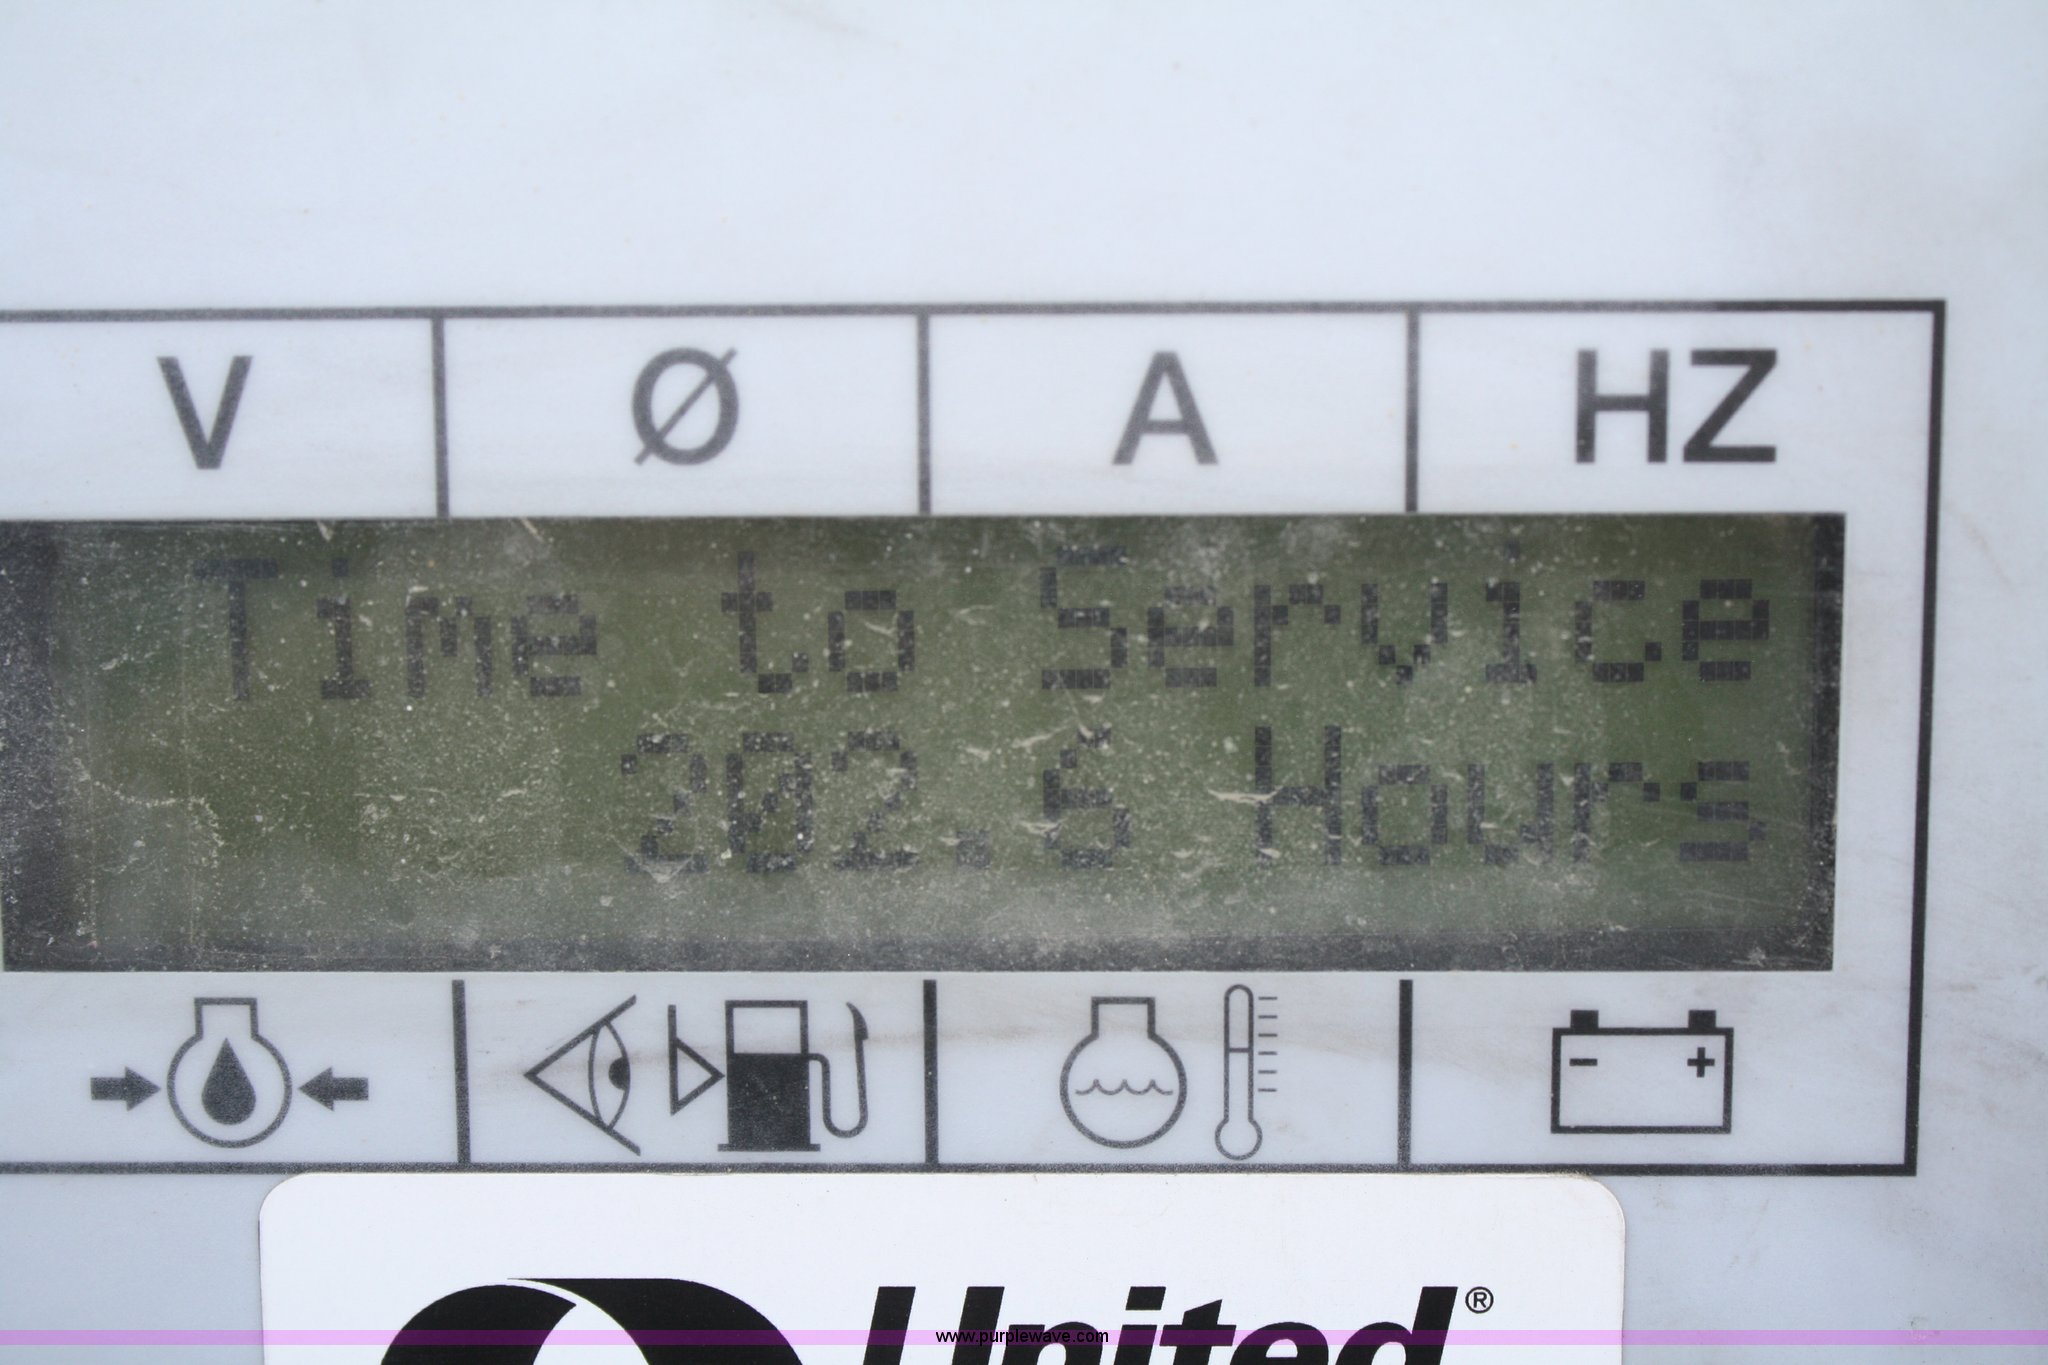 V Ø A HZ
Time to Service
202.6 Hours
- +
United®
www.purplewave.com